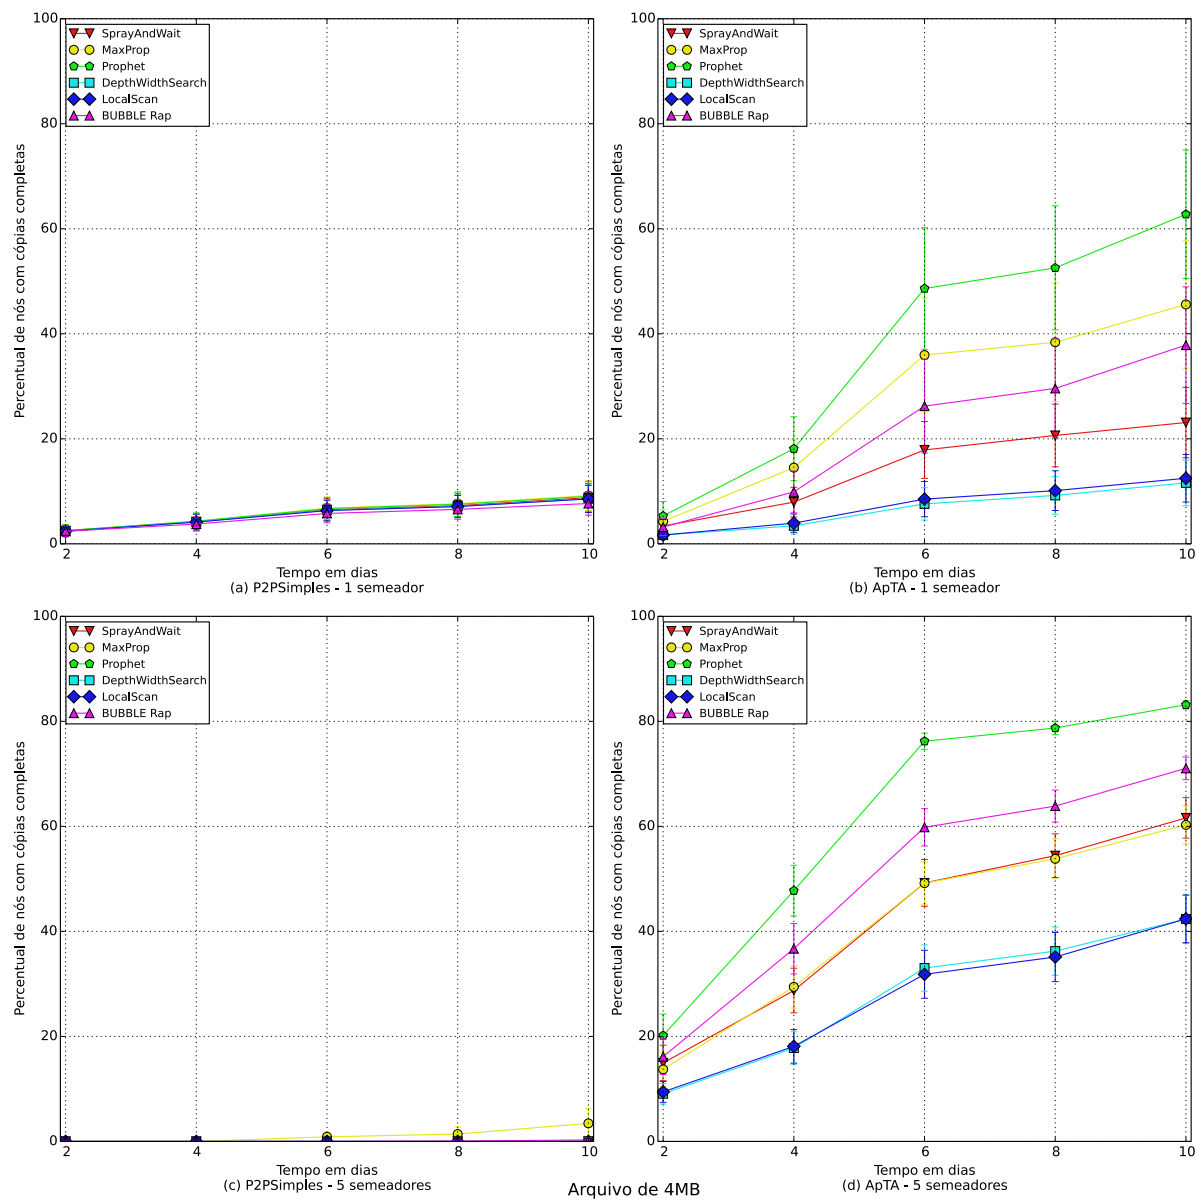 100
80
60
40
20
0
Percentual de nós com cópias completas
SprayAndWait
MaxProp
Prophet
DepthWidthSearch
LocalScan
BUBBLE Rap
2 4 6 8 10
Tempo em dias
(a) P2PSimples - 1 semeador
100
80
60
40
20
0
Percentual de nós com cópias completas
SprayAndWait
MaxProp
Prophet
DepthWidthSearch
LocalScan
BUBBLE Rap
2 4 6 8 10
Tempo em dias
(b) ApTA - 1 semeador
100
80
60
40
20
0
Percentual de nós com cópias completas
SprayAndWait
MaxProp
Prophet
DepthWidthSearch
LocalScan
BUBBLE Rap
2 4 6 8 10
Tempo em dias
(c) P2PSimples - 5 semeadores
100
80
60
40
20
0
Percentual de nós com cópias completas
SprayAndWait
MaxProp
Prophet
DepthWidthSearch
LocalScan
BUBBLE Rap
2 4 6 8 10
Tempo em dias
(d) ApTA - 5 semeadores
Arquivo de 4MB